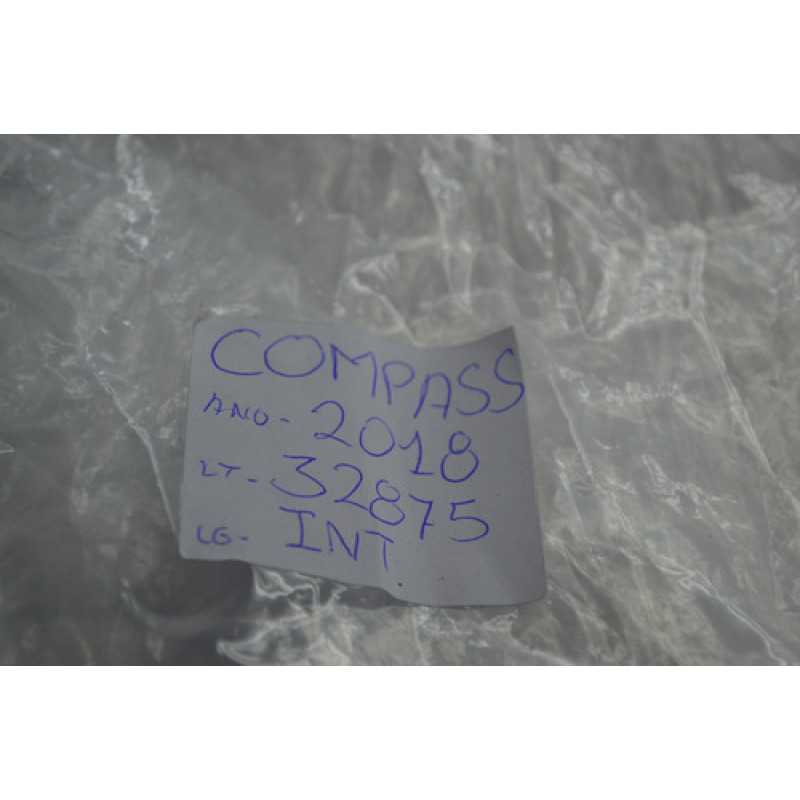 COMPASS
ANO - 2018
LT - 32875
LG - INT